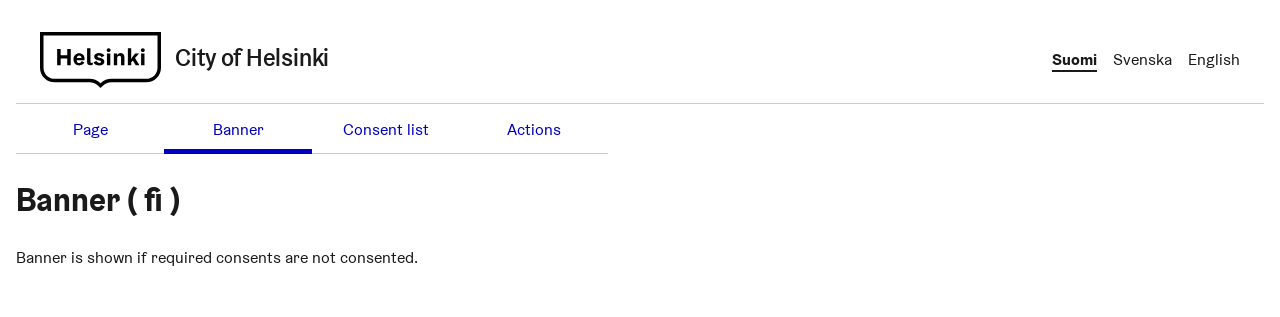 Helsinki City of Helsinki
Suomi Svenska English
Page Banner Consent list Actions
Banner ( fi )
Banner is shown if required consents are not consented.